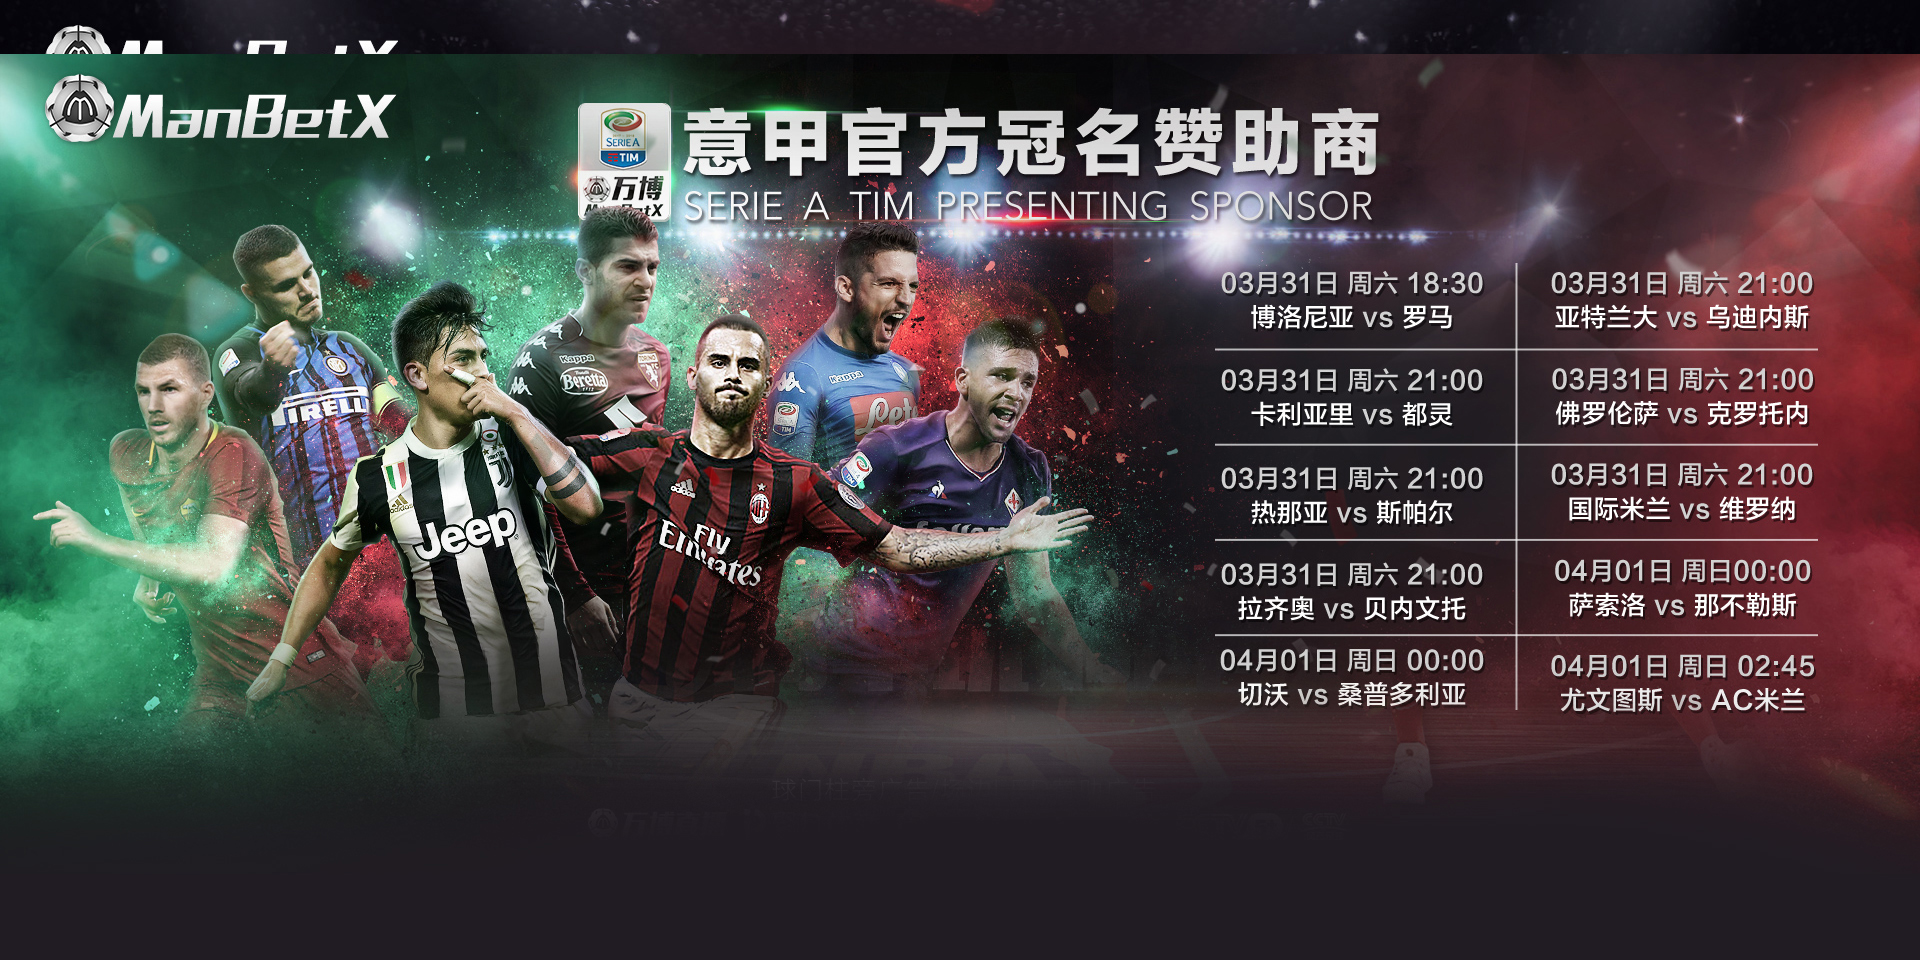 ManBetX
ManBetX
意甲官方冠名赞助商
SERIE A TIM PRESENTING SPONSOR
SERIE A
TIM
万博
ManBetX
03月31日 周六 18:30
博洛尼亚 vs 罗马
03月31日 周六 21:00
亚特兰大 vs 乌迪内斯
03月31日 周六 21:00
卡利亚里 vs 都灵
03月31日 周六 21:00
佛罗伦萨 vs 克罗托内
03月31日 周六 21:00
热那亚 vs 斯帕尔
03月31日 周六 21:00
国际米兰 vs 维罗纳
03月31日 周六 21:00
拉齐奥 vs 贝内文托
04月01日 周日00:00
萨索洛 vs 那不勒斯
04月01日 周日 00:00
切沃 vs 桑普多利亚
04月01日 周日 02:45
尤文图斯 vs AC米兰
PIRELLI
Kappa
Beretta
Kappa
Lete
adidas
Jeep
adidas
Fly
Emirates